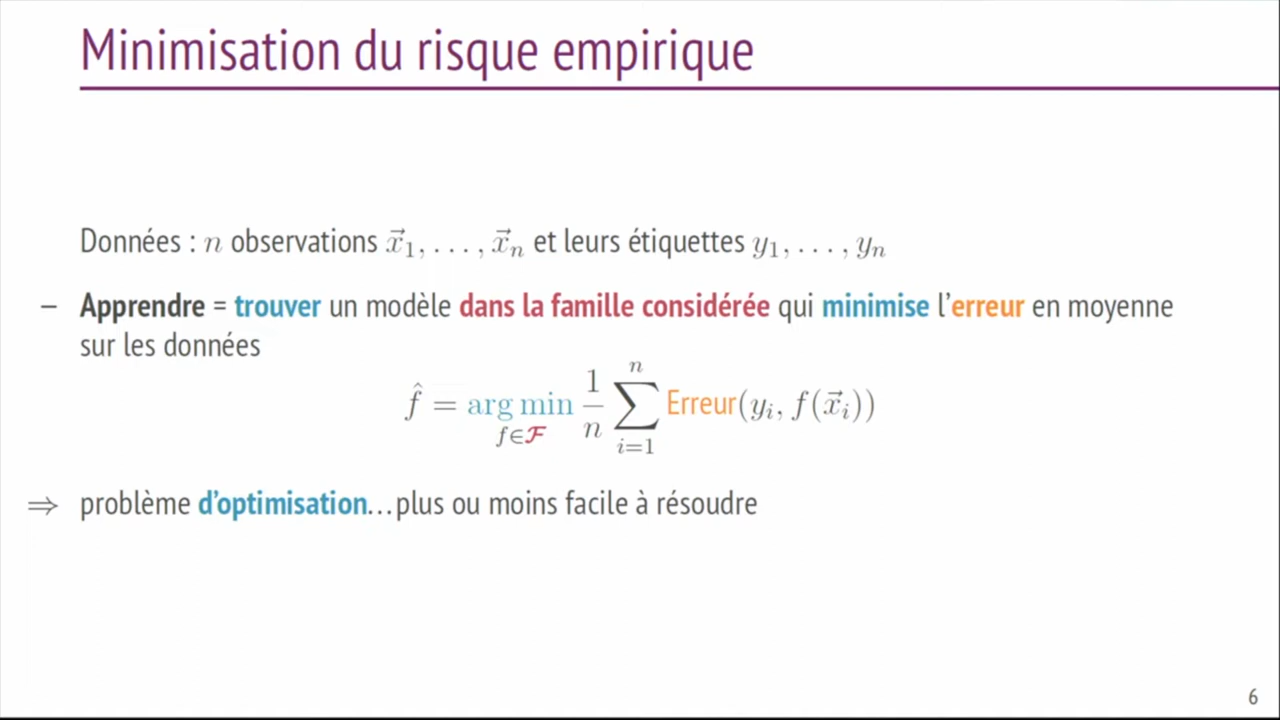 Minimisation du risque empirique
Données : n observations x⃗₁, . . . , x⃗ₙ et leurs étiquettes y₁, . . . , yₙ
– Apprendre = trouver un modèle dans la famille considérée qui minimise l’erreur en moyenne
sur les données
f̂ = arg min_{f∈ℱ} 1/n ∑_{i=1}^{n} Erreur(yᵢ, f(x⃗ᵢ))
⇒ problème d’optimisation…plus ou moins facile à résoudre
6